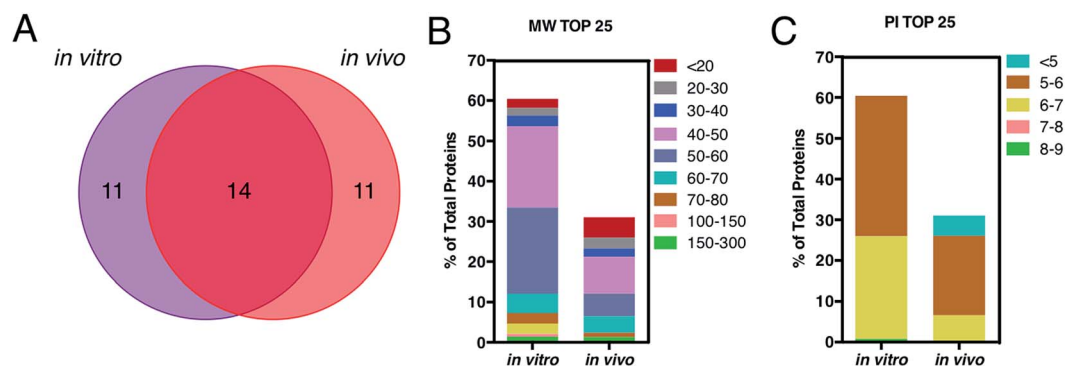 A
in vitro
in vivo
11
14
11
B
MW TOP 25
% of Total Proteins
70
60
50
40
30
20
10
0
in vitro
in vivo
<20
20-30
30-40
40-50
50-60
60-70
70-80
100-150
150-300
C
PI TOP 25
% of Total Proteins
70
60
50
40
30
20
10
0
in vitro
in vivo
<5
5-6
6-7
7-8
8-9